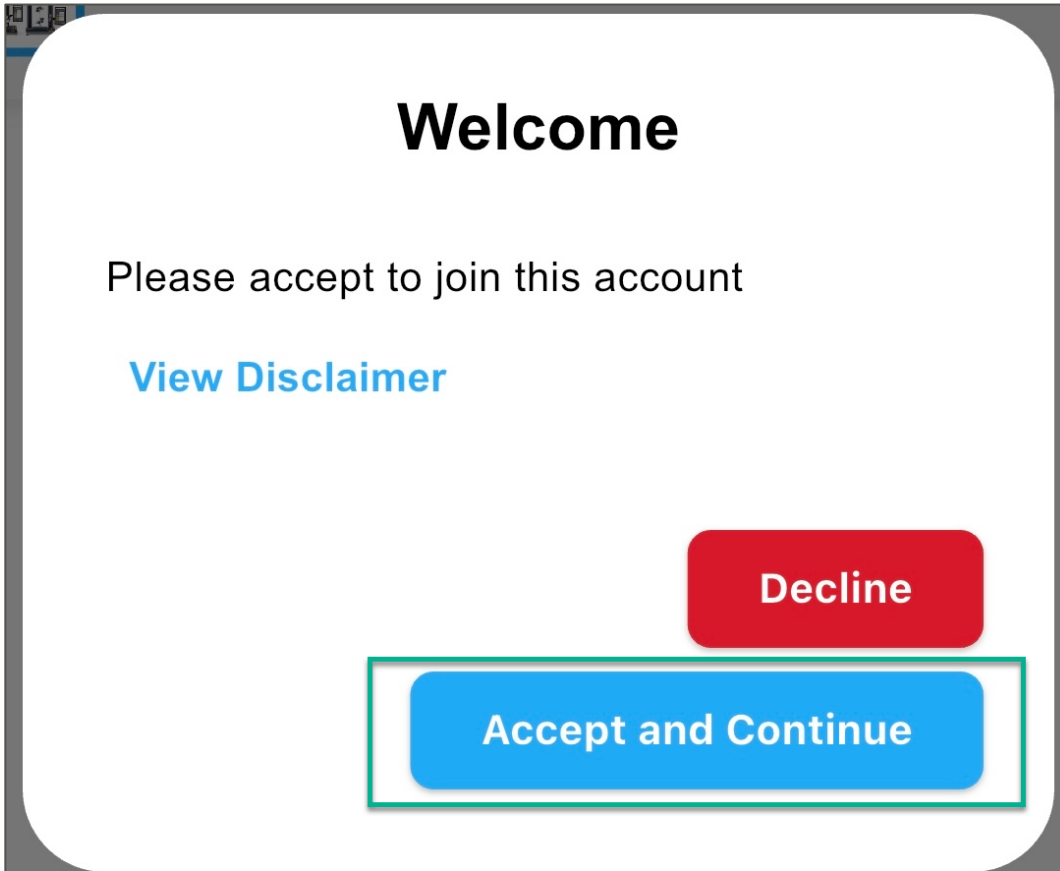 Welcome
Please accept to join this account
View Disclaimer
Decline
Accept and Continue